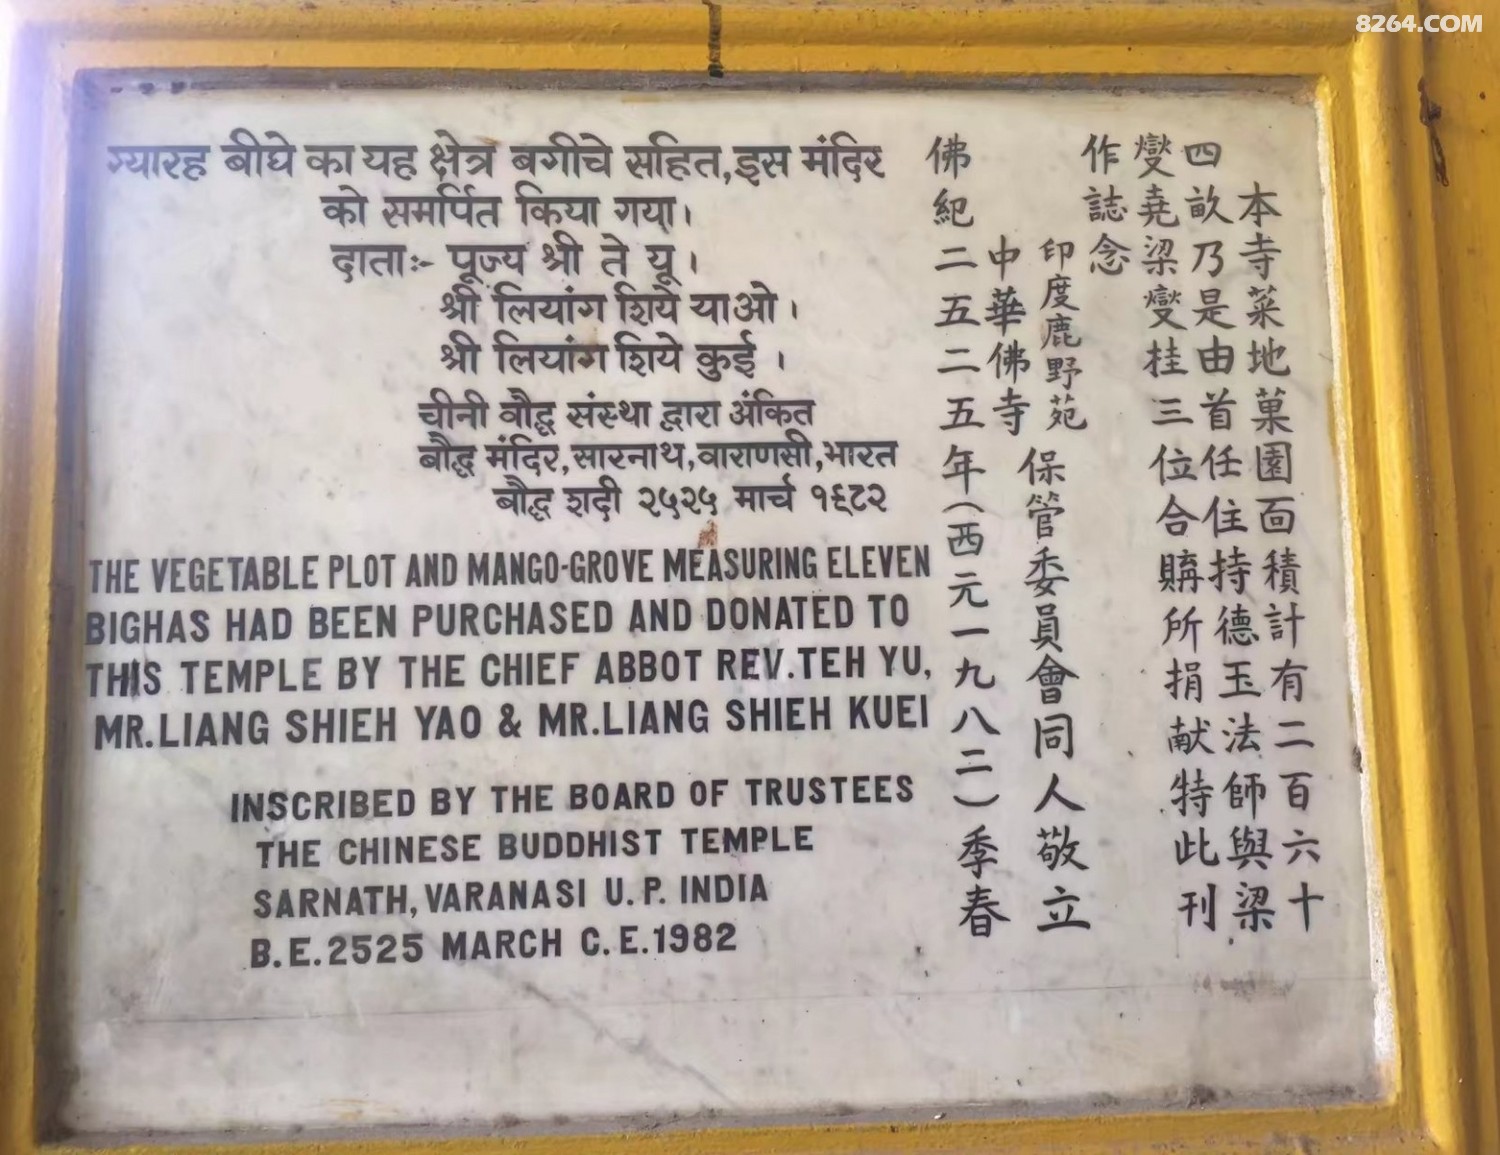 8264.COM
ग्यारह बीघे का यह क्षेत्र बगीचे सहित,इस मंदिर
को समर्पित किया गया।
दाताः- पूज्य श्री ते यू।
श्री लियांग शिये याओ।
श्री लियांग शिये कुई।
चीनी वौद्ध संस्था द्वारा अंकित
बौद्ध मंदिर,सारनाथ,वाराणसी,भारत
बौद्ध शदी २५२५ मार्च १९८२
THE VEGETABLE PLOT AND MANGO-GROVE MEASURING ELEVEN
BIGHAS HAD BEEN PURCHASED AND DONATED TO
THIS TEMPLE BY THE CHIEF ABBOT REV.TEH YU,
MR.LIANG SHIEH YAO & MR.LIANG SHIEH KUEI
INSCRIBED BY THE BOARD OF TRUSTEES
THE CHINESE BUDDHIST TEMPLE
SARNATH,VARANASI U.P. INDIA
B.E.2525 MARCH C.E.1982
本寺菜地菓園面積計有二百六十
四畝乃是由首任住持德玉法師與梁
燮堯梁燮桂三位合購所捐献特此刊
作誌念
印度鹿野苑
中華佛寺
保管委員會同人敬立
佛紀二五二五年(西元一九八二)季春